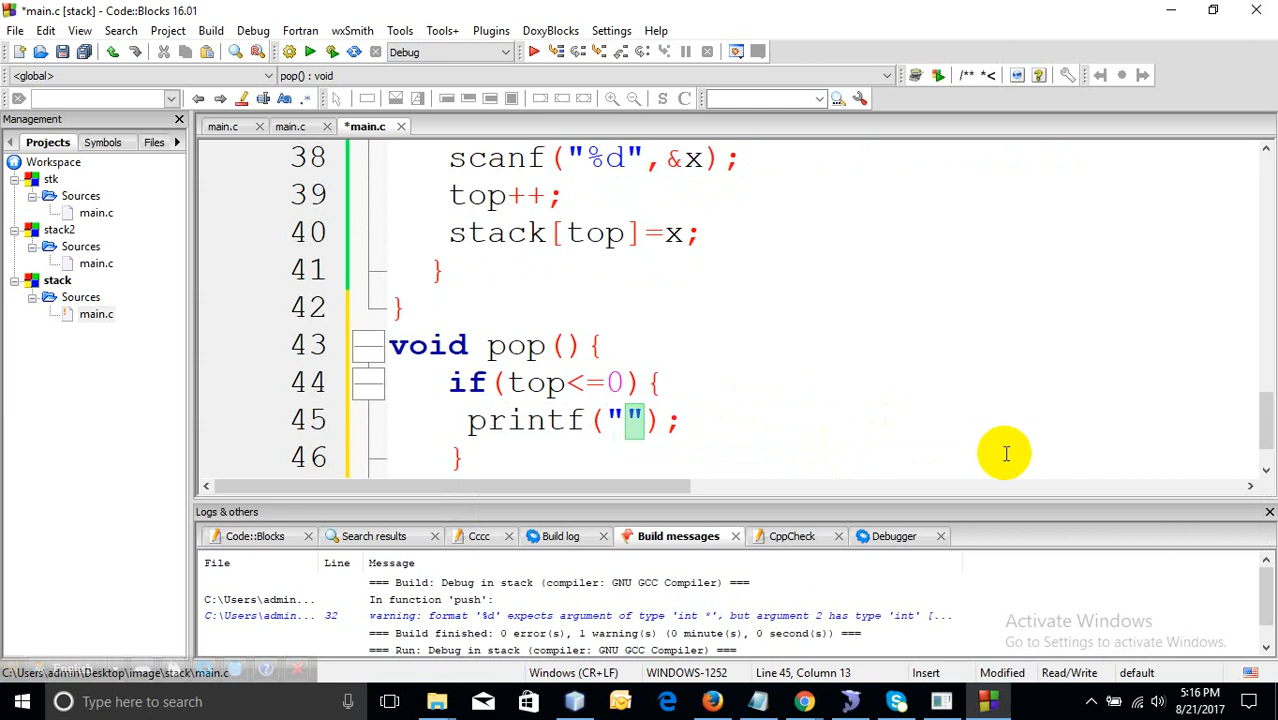 *main.c [stack] - Code::Blocks 16.01
File Edit View Search Project Build Debug Fortran wxSmith Tools Tools+ Plugins DoxyBlocks Settings Help
Debug
<global> pop() : void /** *<
Aa .* S C
Management
Projects Symbols Files
main.c main.c *main.c
Workspace
stk
Sources
main.c
stack2
Sources
main.c
stack
Sources
main.c
38 scanf("%d",&x);
39 top++;
40 stack[top]=x;
41 }
42 }
43 void pop(){
44 if(top<=0){
45 printf("");
46 }
Logs & others
Code::Blocks Search results Cccc Build log Build messages CppCheck Debugger
File Line Message
=== Build: Debug in stack (compiler: GNU GCC Compiler) ===
C:\Users\admin... In function 'push':
C:\Users\admin... 32 warning: format '%d' expects argument of type 'int *', but argument 2 has type 'int' [...
=== Build finished: 0 error(s), 1 warning(s) (0 minute(s), 0 second(s)) ===
=== Run: Debug in stack (compiler: GNU GCC Compiler) ===
Activate Windows
Go to Settings to activate Windows.
C:\Users\admin\Desktop\image\stack\main.c Windows (CR+LF) WINDOWS-1252 Line 45, Column 13 Insert Modified Read/Write default
Type here to search
5:16 PM
8/21/2017